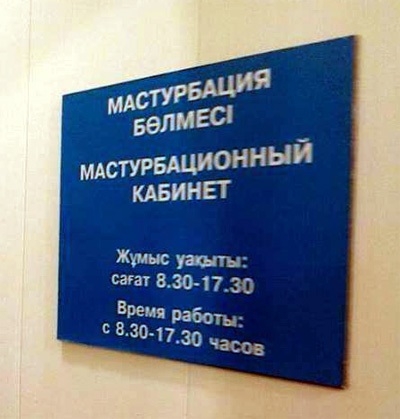 МАСТУРБАЦИЯ
БӨЛМЕСІ
МАСТУРБАЦИОННЫЙ
КАБИНЕТ
Жұмыс уақыты:
сағат 8.30-17.30
Время работы:
с 8.30-17.30 часов